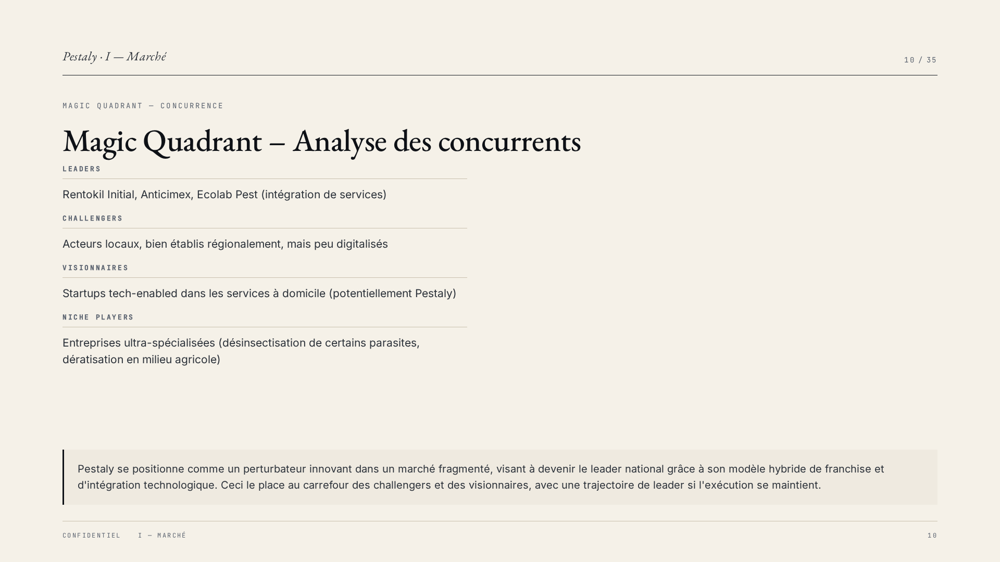 Pestaly · I — Marché
10 / 35
MAGIC QUADRANT — CONCURRENCE
Magic Quadrant – Analyse des concurrents
LEADERS
Rentokil Initial, Anticimex, Ecolab Pest (intégration de services)
CHALLENGERS
Acteurs locaux, bien établis régionalement, mais peu digitalisés
VISIONNAIRES
Startups tech-enabled dans les services à domicile (potentiellement Pestaly)
NICHE PLAYERS
Entreprises ultra-spécialisées (désinsectisation de certains parasites,
dératisation en milieu agricole)
Pestaly se positionne comme un perturbateur innovant dans un marché fragmenté, visant à devenir le leader national grâce à son modèle hybride de franchise et
d'intégration technologique. Ceci le place au carrefour des challengers et des visionnaires, avec une trajectoire de leader si l'exécution se maintient.
CONFIDENTIEL I — MARCHÉ
10